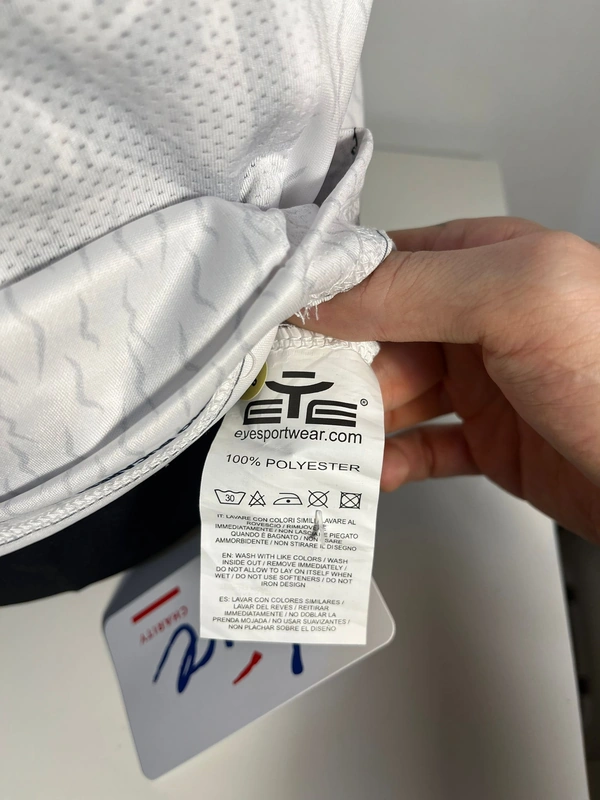 EYE®
eyesportwear.com
100% POLYESTER
30
IT: LAVARE CON COLORI SIMILI LAVARE AL
ROVESCIO / RIMUOVERE
IMMEDIATAMENTE / NON PIEGATO
QUANDO È BAGNATO / NON
AMMORBIDENTE / NON STIRARE IL DISEGNO
EN: WASH WITH LIKE COLORS / WASH
INSIDE OUT / REMOVE IMMEDIATELY /
DO NOT ALLOW TO LAY ON ITSELF WHEN
WET / DO NOT USE SOFTENERS / DO NOT
IRON DESIGN
ES: LAVAR CON COLORES SIMILARES /
LAVAR DEL REVES / REITIRAR
IMMEDIATAMENTE / NO DOBLAR LA
PRENDA MOJADA / NO USAR SUAVIZANTES /
NON PLACHAR SOBRE EL DISEÑO
CHARITY